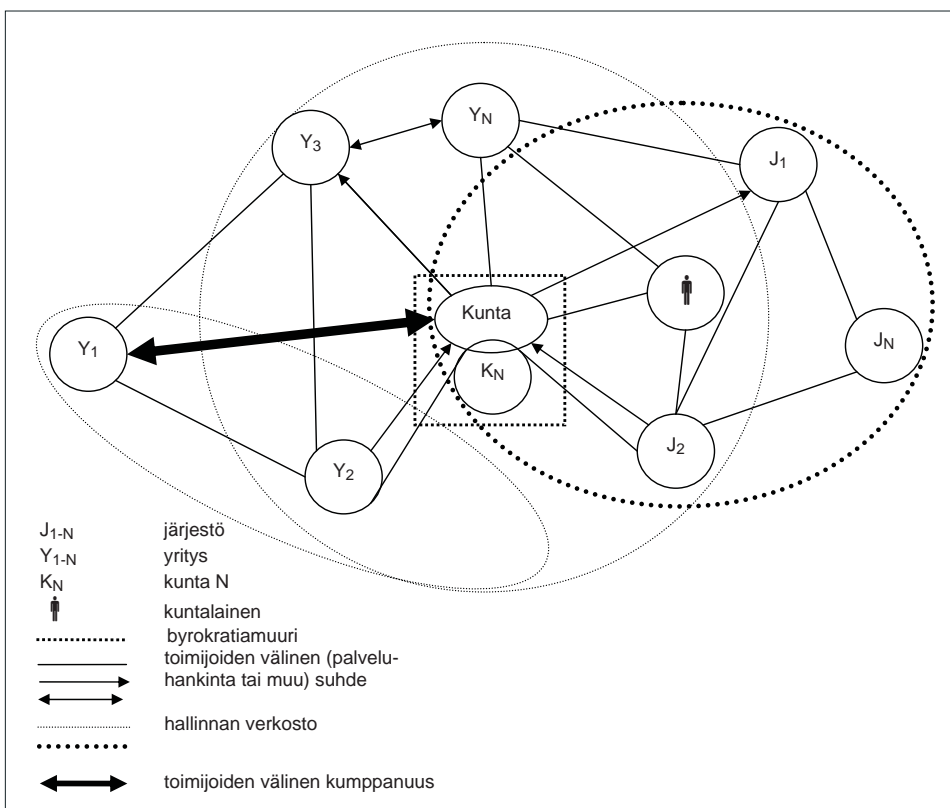 Y3
YN
J1
Kunta
Y1
JN
KN
J2
Y2
J1-N järjestö
Y1-N yritys
KN kunta N
kuntalainen
byrokratiamuuri
toimijoiden välinen (palvelu-
hankinta tai muu) suhde
hallinnan verkosto
toimijoiden välinen kumppanuus